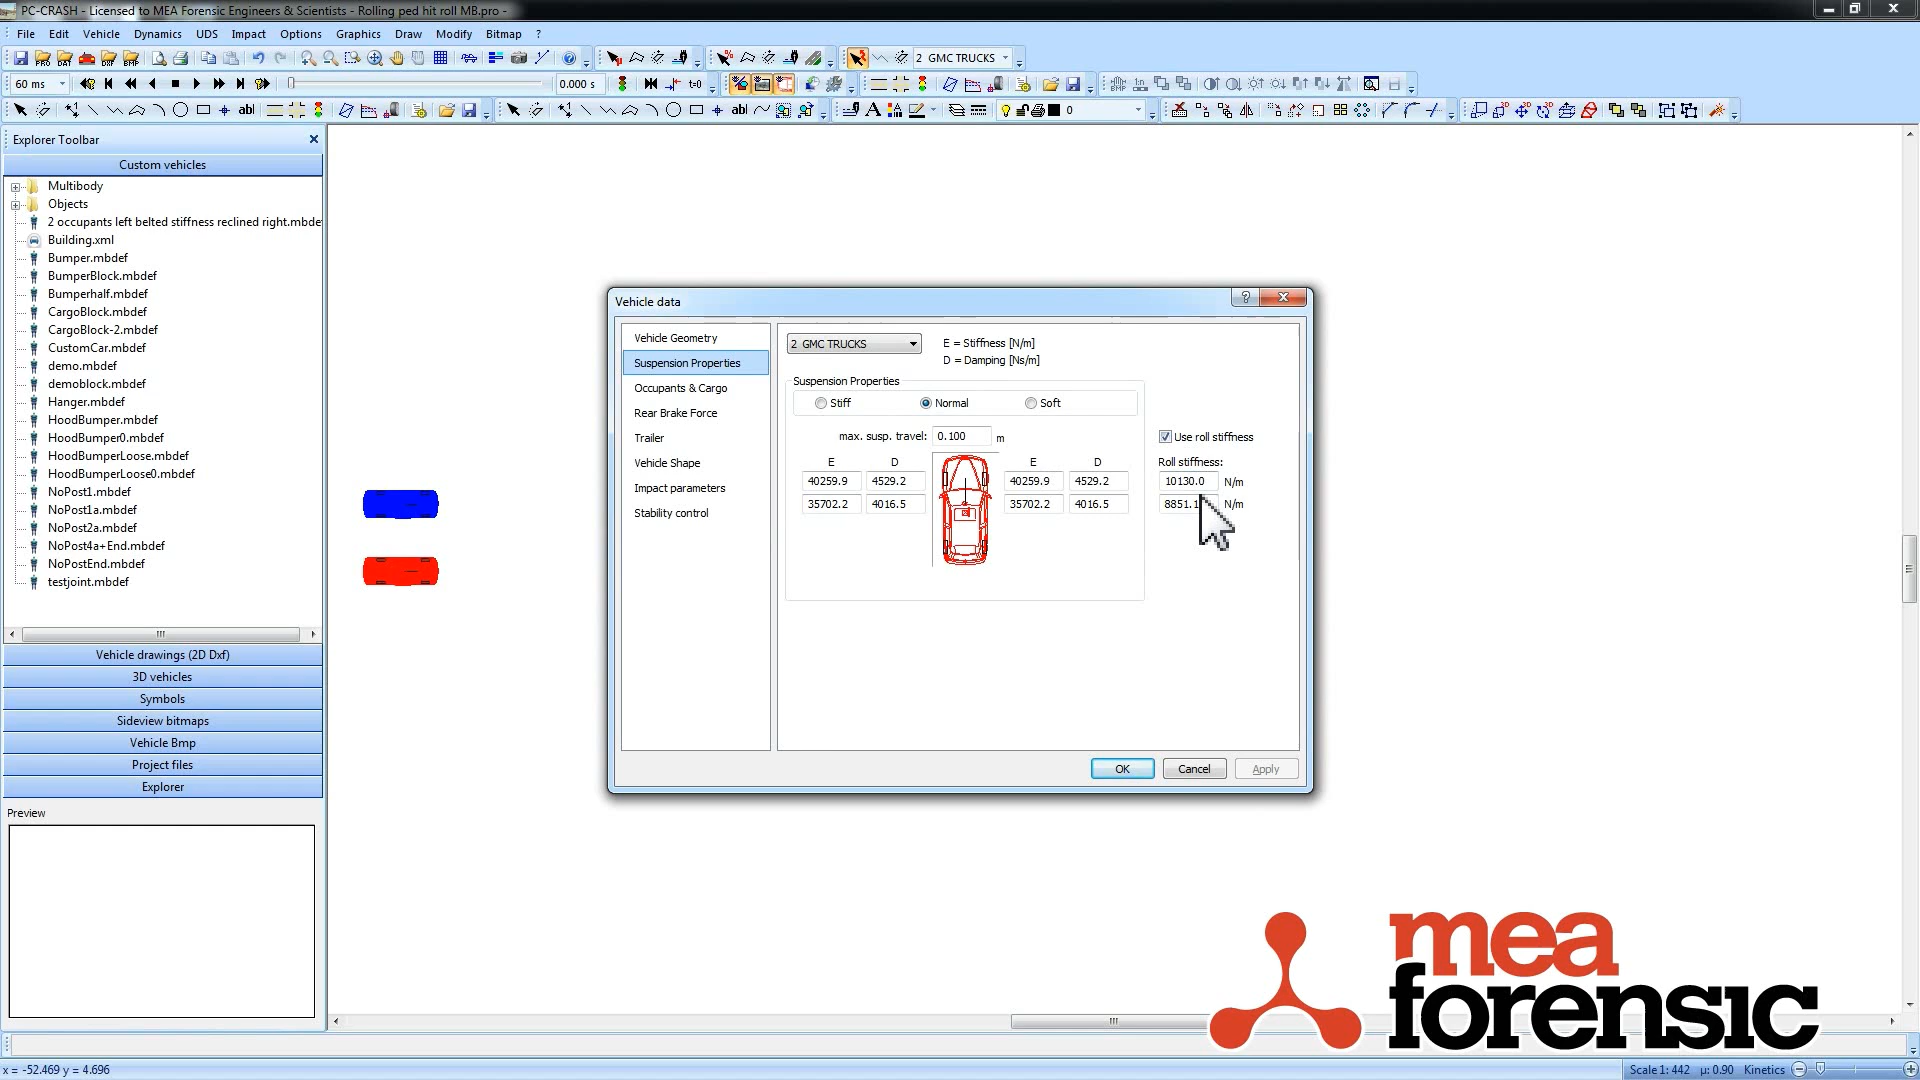 PC-CRASH - Licensed to MEA Forensic Engineers & Scientists - Rolling ped hit roll MB.pro -
File Edit Vehicle Dynamics UDS Impact Options Graphics Draw Modify Bitmap ?
2 GMC TRUCKS
60 ms
0.000 s
t=0
abl
abl
A
0
Explorer Toolbar
Custom vehicles
Multibody
Objects
2 occupants left belted stiffness reclined right.mbde
Building.xml
Bumper.mbdef
BumperBlock.mbdef
Bumperhalf.mbdef
CargoBlock.mbdef
CargoBlock-2.mbdef
CustomCar.mbdef
demo.mbdef
demoblock.mbdef
Hanger.mbdef
HoodBumper.mbdef
HoodBumper0.mbdef
HoodBumperLoose.mbdef
HoodBumperLoose0.mbdef
NoPost1.mbdef
NoPost1a.mbdef
NoPost2a.mbdef
NoPost4a+End.mbdef
NoPostEnd.mbdef
testjoint.mbdef
Vehicle drawings (2D Dxf)
3D vehicles
Symbols
Sideview bitmaps
Vehicle Bmp
Project files
Explorer
Preview
Vehicle data
Vehicle Geometry
Suspension Properties
Occupants & Cargo
Rear Brake Force
Trailer
Vehicle Shape
Impact parameters
Stability control
2 GMC TRUCKS
E = Stiffness [N/m]
D = Damping [Ns/m]
Suspension Properties
Stiff Normal Soft
max. susp. travel: 0.100 m
Use roll stiffness
E D E D Roll stiffness:
40259.9 4529.2 40259.9 4529.2 10130.0 N/m
35702.2 4016.5 35702.2 4016.5 8851.1 N/m
OK Cancel Apply
mea
forensic
x = -52.469 y = 4.696
Scale 1: 442 µ: 0.90 Kinetics